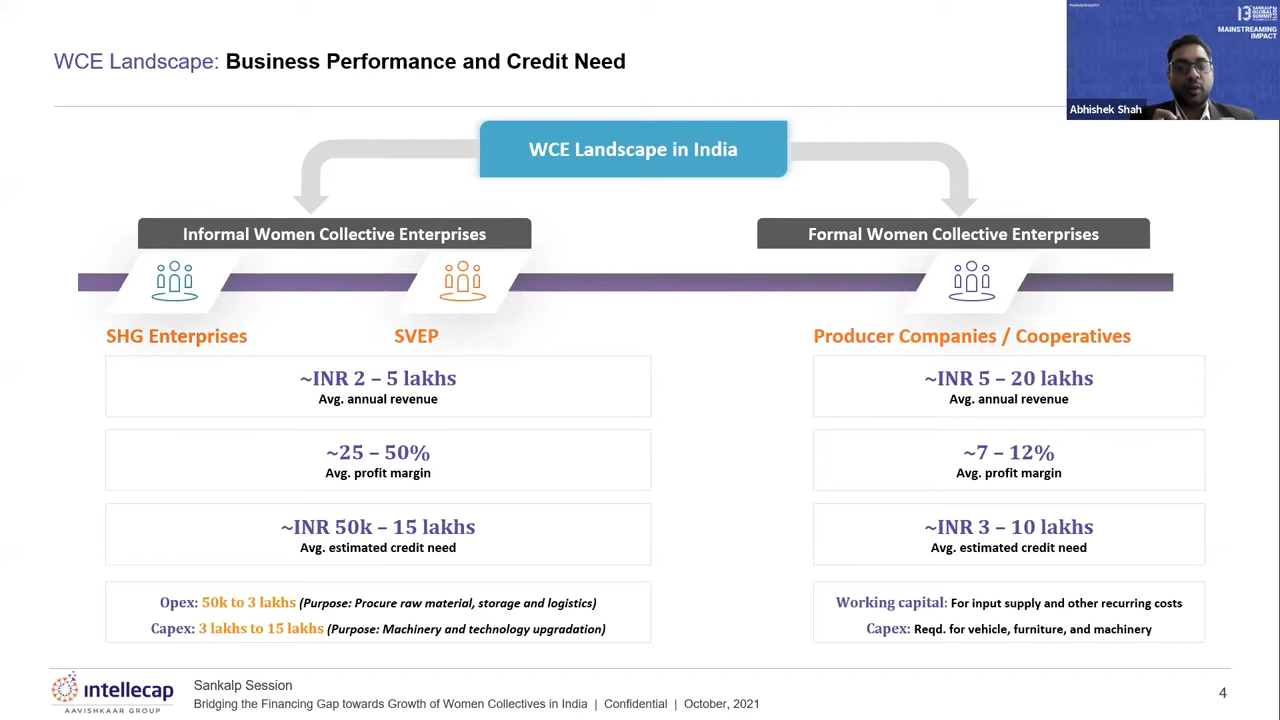 WCE Landscape: Business Performance and Credit Need
13 SANKALP
GLOBAL
SUMMIT
MAINSTREAMING
IMPACT
Abhishek Shah
WCE Landscape in India
Informal Women Collective Enterprises
Formal Women Collective Enterprises
SHG Enterprises
SVEP
Producer Companies / Cooperatives
~INR 2 – 5 lakhs
Avg. annual revenue
~INR 5 – 20 lakhs
Avg. annual revenue
~25 – 50%
Avg. profit margin
~7 – 12%
Avg. profit margin
~INR 50k – 15 lakhs
Avg. estimated credit need
~INR 3 – 10 lakhs
Avg. estimated credit need
Opex: 50k to 3 lakhs (Purpose: Procure raw material, storage and logistics)
Capex: 3 lakhs to 15 lakhs (Purpose: Machinery and technology upgradation)
Working capital: For input supply and other recurring costs
Capex: Reqd. for vehicle, furniture, and machinery
intellecap
AAVISHKAAR GROUP
Sankalp Session
Bridging the Financing Gap towards Growth of Women Collectives in India | Confidential | October, 2021
4